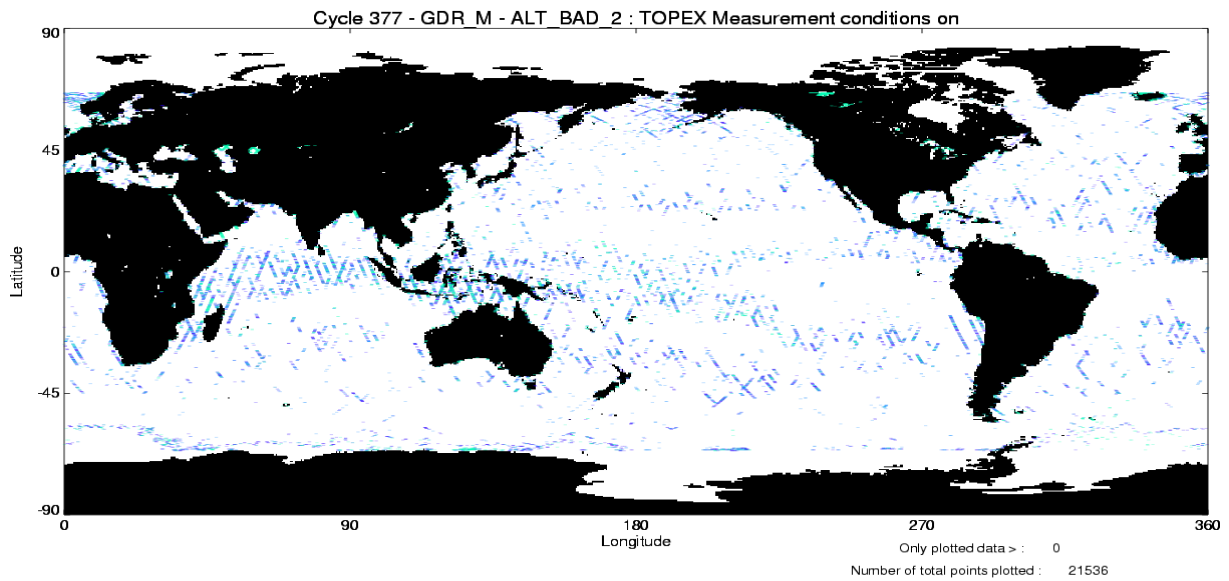 Cycle 377 - GDR_M - ALT_BAD_2 : TOPEX Measurement conditions on
90
45
0
-45
-90
Latitude
0 90 180 270 360
Longitude
Only plotted data > : 0
Number of total points plotted : 21536